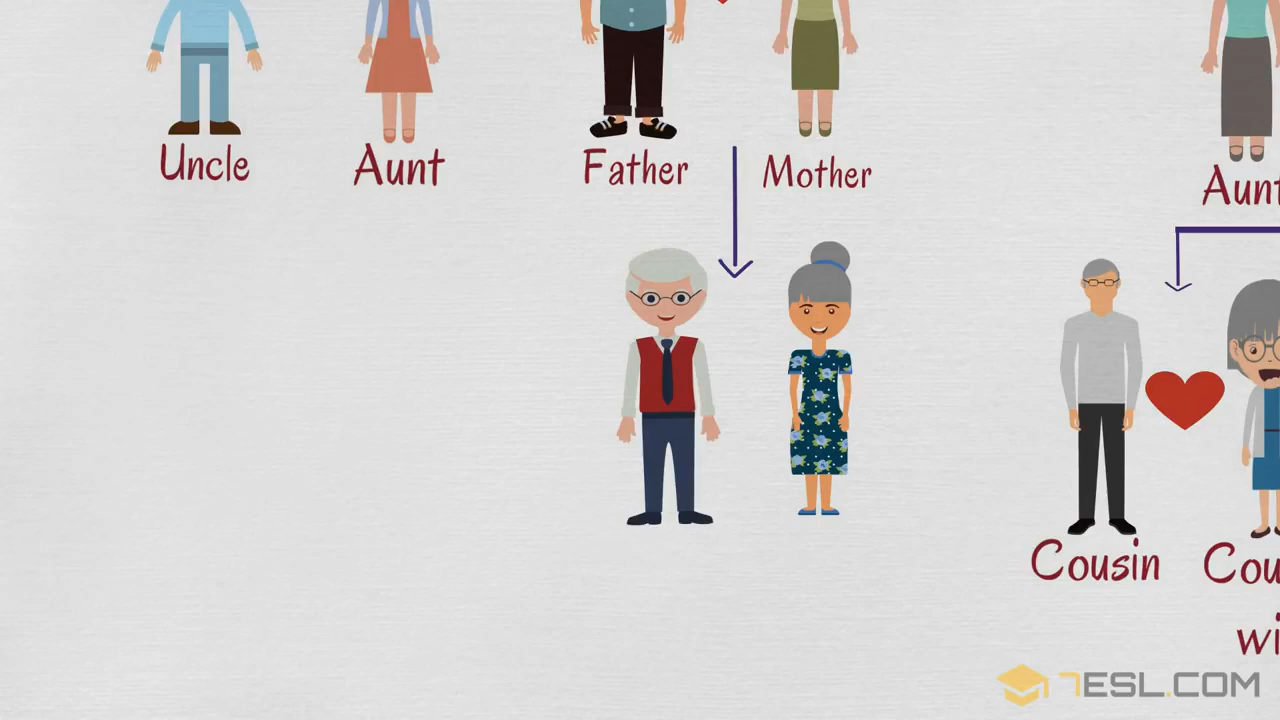 Uncle
Aunt
Father
Mother
Aunt
Cousin
7ESL.COM